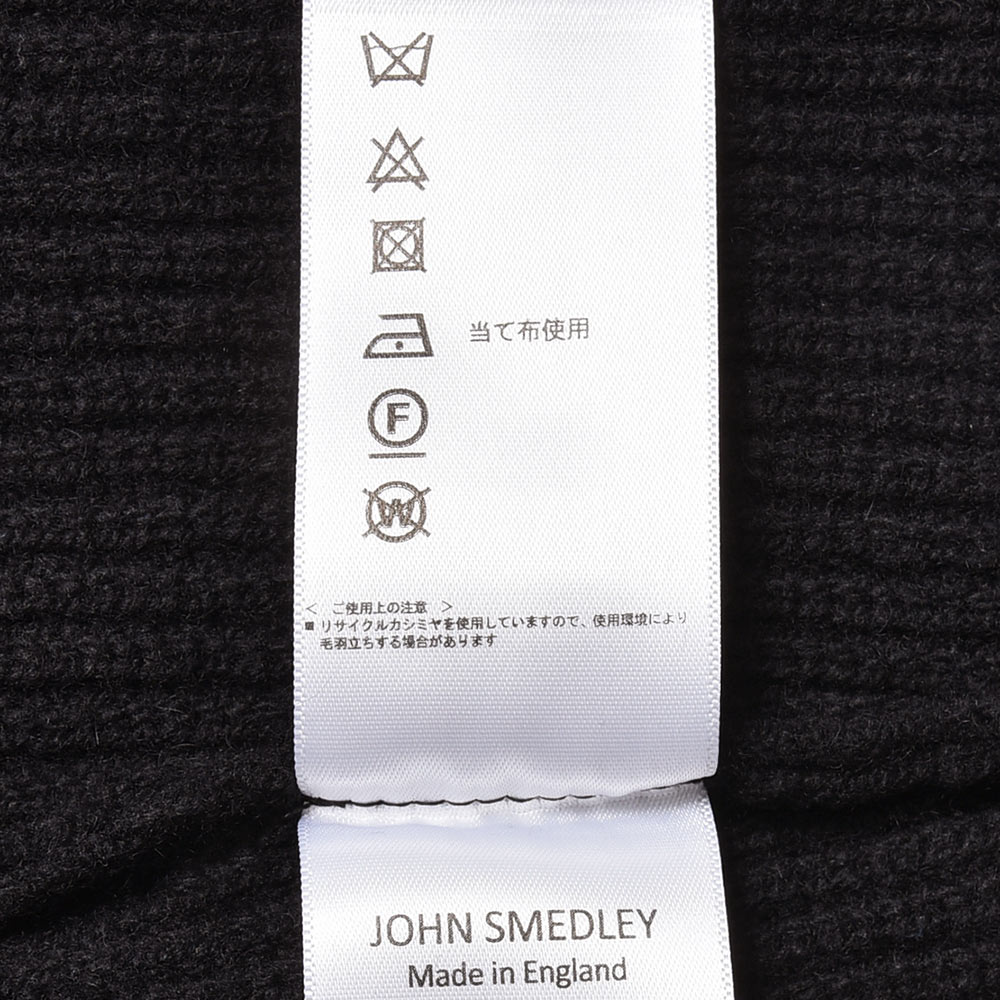 当て布使用
F
W
＜ ご使用上の注意 ＞
■リサイクルカシミヤを使用していますので、使用環境により
毛羽立ちする場合があります
JOHN SMEDLEY
Made in England